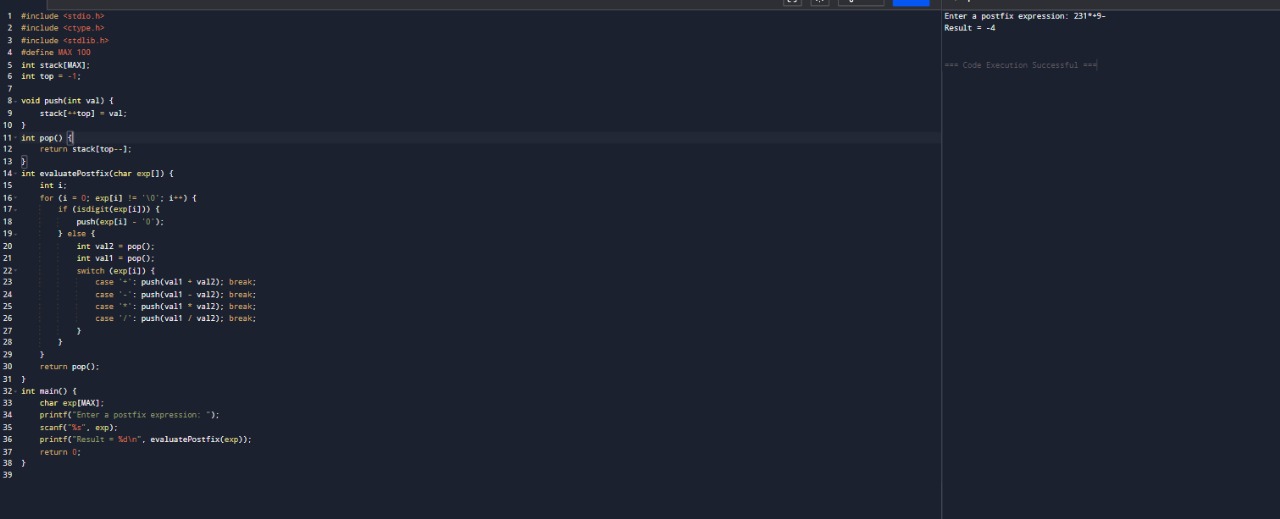 1 #include <stdio.h>
2 #include <ctype.h>
3 #include <stdlib.h>
4 #define MAX 100
5 int stack[MAX];
6 int top = -1;
7
8 void push(int val) {
9 stack[++top] = val;
10 }
11 int pop() {
12 return stack[top--];
13 }
14 int evaluatePostfix(char exp[]) {
15 int i;
16 for (i = 0; exp[i] != '\0'; i++) {
17 if (isdigit(exp[i])) {
18 push(exp[i] - '0');
19 } else {
20 int val2 = pop();
21 int val1 = pop();
22 switch (exp[i]) {
23 case '+': push(val1 + val2); break;
24 case '-': push(val1 - val2); break;
25 case '*': push(val1 * val2); break;
26 case '/': push(val1 / val2); break;
27 }
28 }
29 }
30 return pop();
31 }
32 int main() {
33 char exp[MAX];
34 printf("Enter a postfix expression: ");
35 scanf("%s", exp);
36 printf("Result = %d\n", evaluatePostfix(exp));
37 return 0;
38 }
39
Enter a postfix expression: 231*+9-
Result = -4
=== Code Execution Successful ===